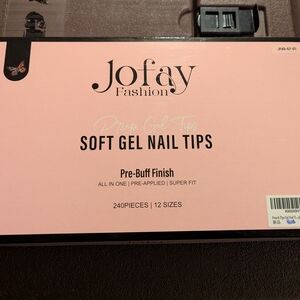 Jofay
Fashion
SOFT GEL NAIL TIPS
Pre-Buff Finish
ALL IN ONE | PRE-APPLIED | SUPER FIT
240PIECES | 12 SIZES